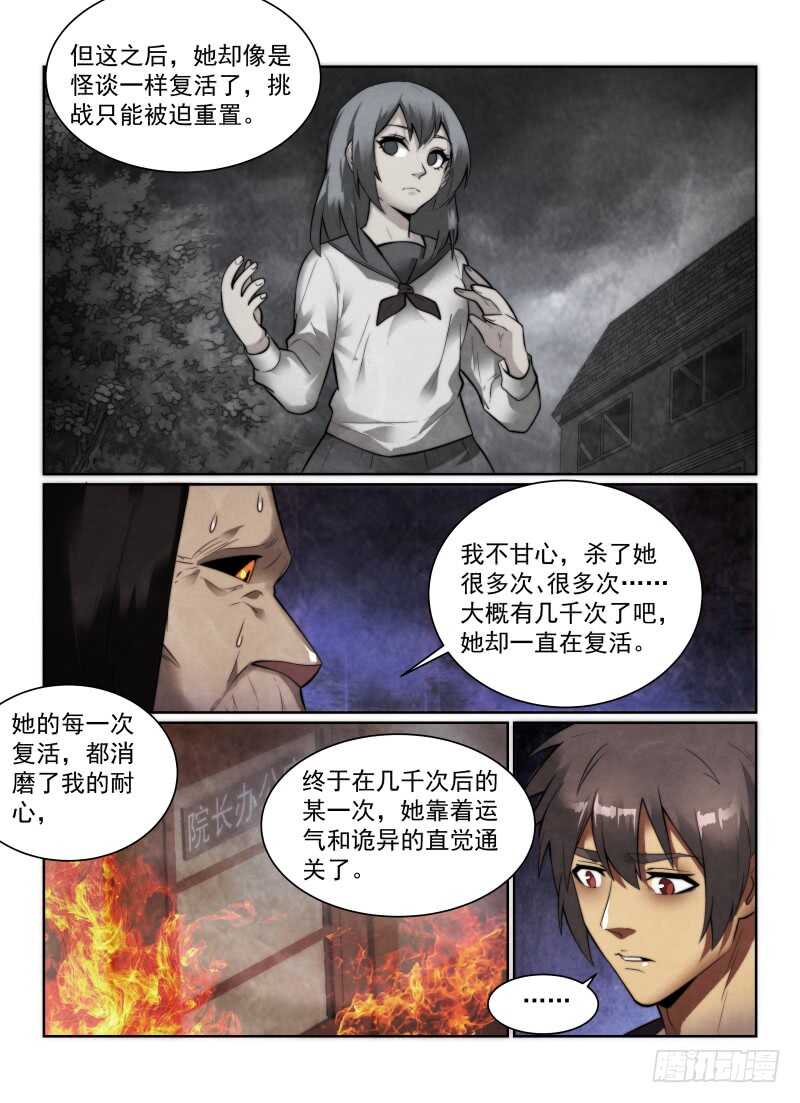 但这之后，她却像是
怪谈一样复活了，挑
战只能被迫重置。
我不甘心，杀了她
很多次、很多次……
大概有几千次了吧，
她却一直在复活。
她的每一次
复活，都消
磨了我的耐
心，
院长办公室
终于在几千次后的
某一次，她靠着运
气和诡异的直觉通
关了。
……
腾讯动漫